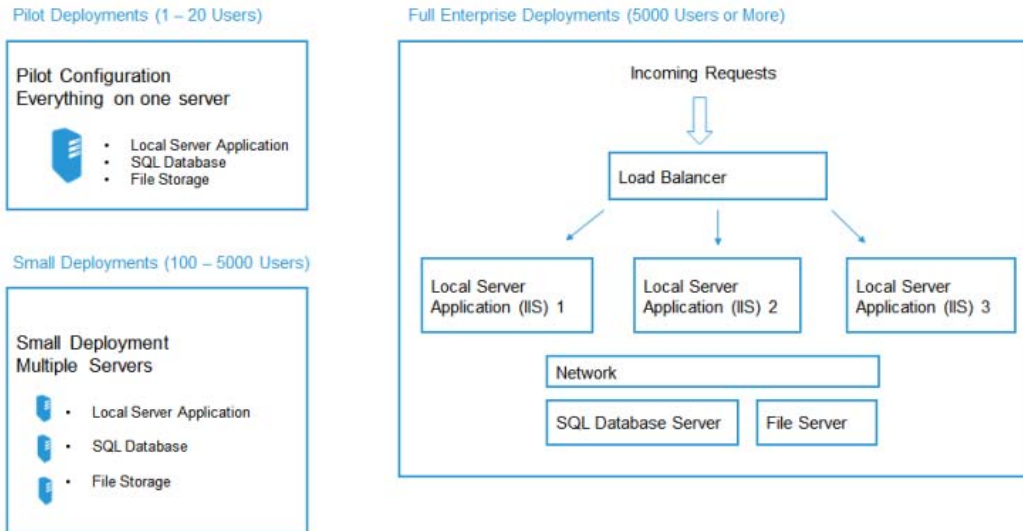 Pilot Deployments (1 – 20 Users)
Pilot Configuration
Everything on one server
• Local Server Application
• SQL Database
• File Storage
Small Deployments (100 – 5000 Users)
Small Deployment
Multiple Servers
• Local Server Application
• SQL Database
• File Storage
Full Enterprise Deployments (5000 Users or More)
Incoming Requests
Load Balancer
Local Server
Application (IIS) 1
Local Server
Application (IIS) 2
Local Server
Application (IIS) 3
Network
SQL Database Server
File Server